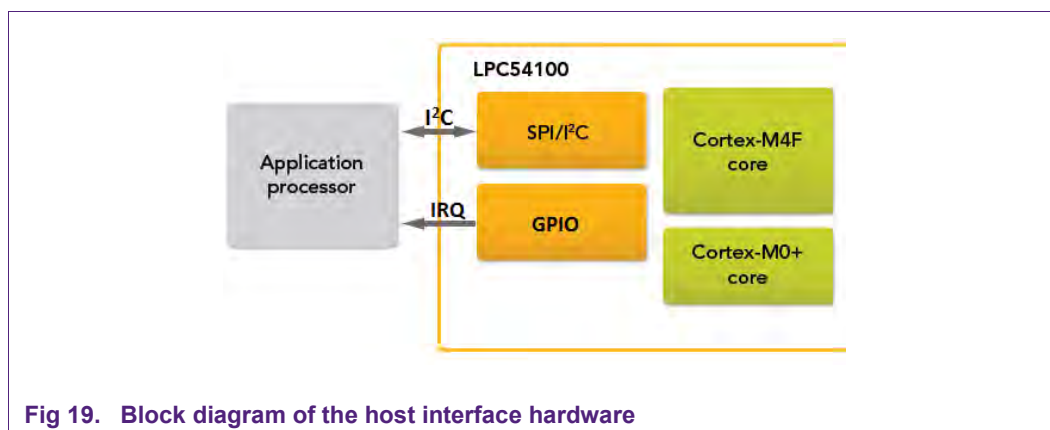 LPC54100
Application
processor
I²C
SPI/I²C
IRQ
GPIO
Cortex-M4F
core
Cortex-M0+
core
Fig 19. Block diagram of the host interface hardware